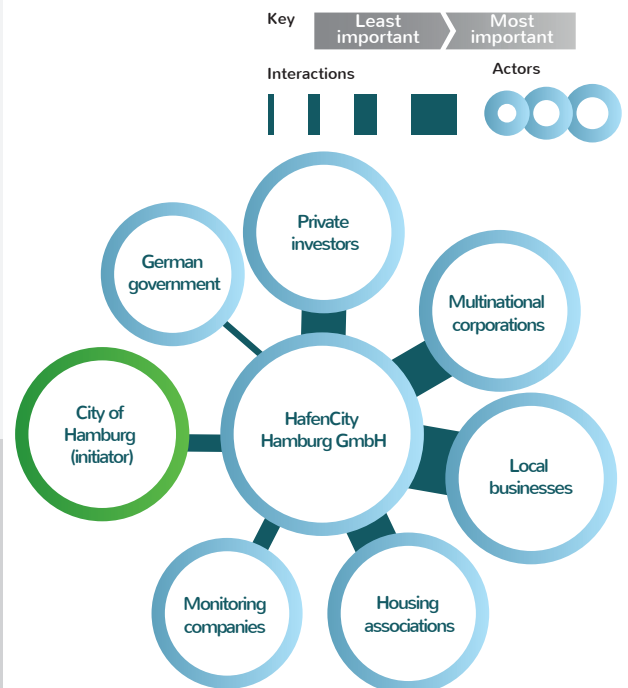 Key
Least
important
Most
important
Interactions
Actors
Private
investors
German
government
Multinational
corporations
City of
Hamburg
(initiator)
HafenCity
Hamburg GmbH
Local
businesses
Monitoring
companies
Housing
associations